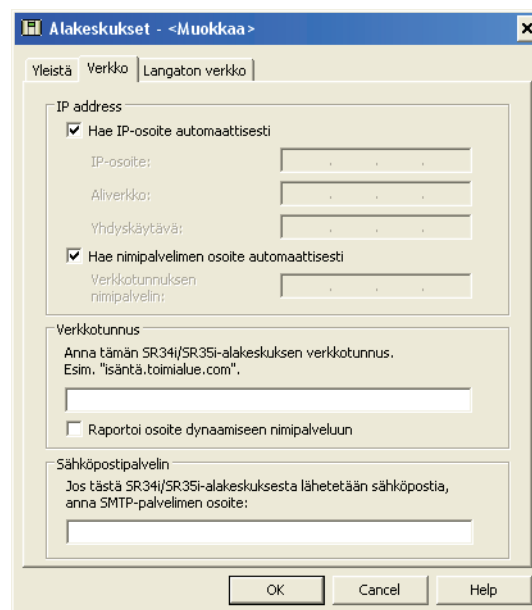 Alakeskukset - <Muokkaa>
Yleistä Verkko Langaton verkko
IP address
Hae IP-osoite automaattisesti
IP-osoite:
Aliverkko:
Yhdyskäytävä:
Hae nimipalvelimen osoite automaattisesti
Verkkotunnuksen
nimipalvelin:
Verkkotunnus
Anna tämän SR34i/SR35i-alakeskuksen verkkotunnus.
Esim. "isäntä.toimialue.com".
Raportoi osoite dynaamiseen nimipalveluun
Sähköpostipalvelin
Jos tästä SR34i/SR35i-alakeskuksesta lähetetään sähköpostia,
anna SMTP-palvelimen osoite:
OK Cancel Help